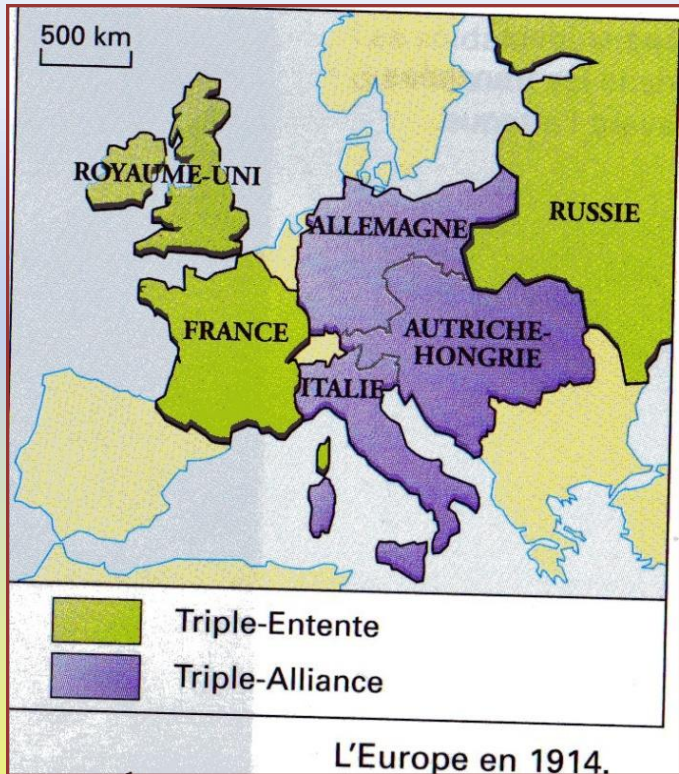 500 km
ROYAUME-UNI
ALLEMAGNE
RUSSIE
FRANCE
AUTRICHE-
HONGRIE
ITALIE
Triple-Entente
Triple-Alliance
L'Europe en 1914.